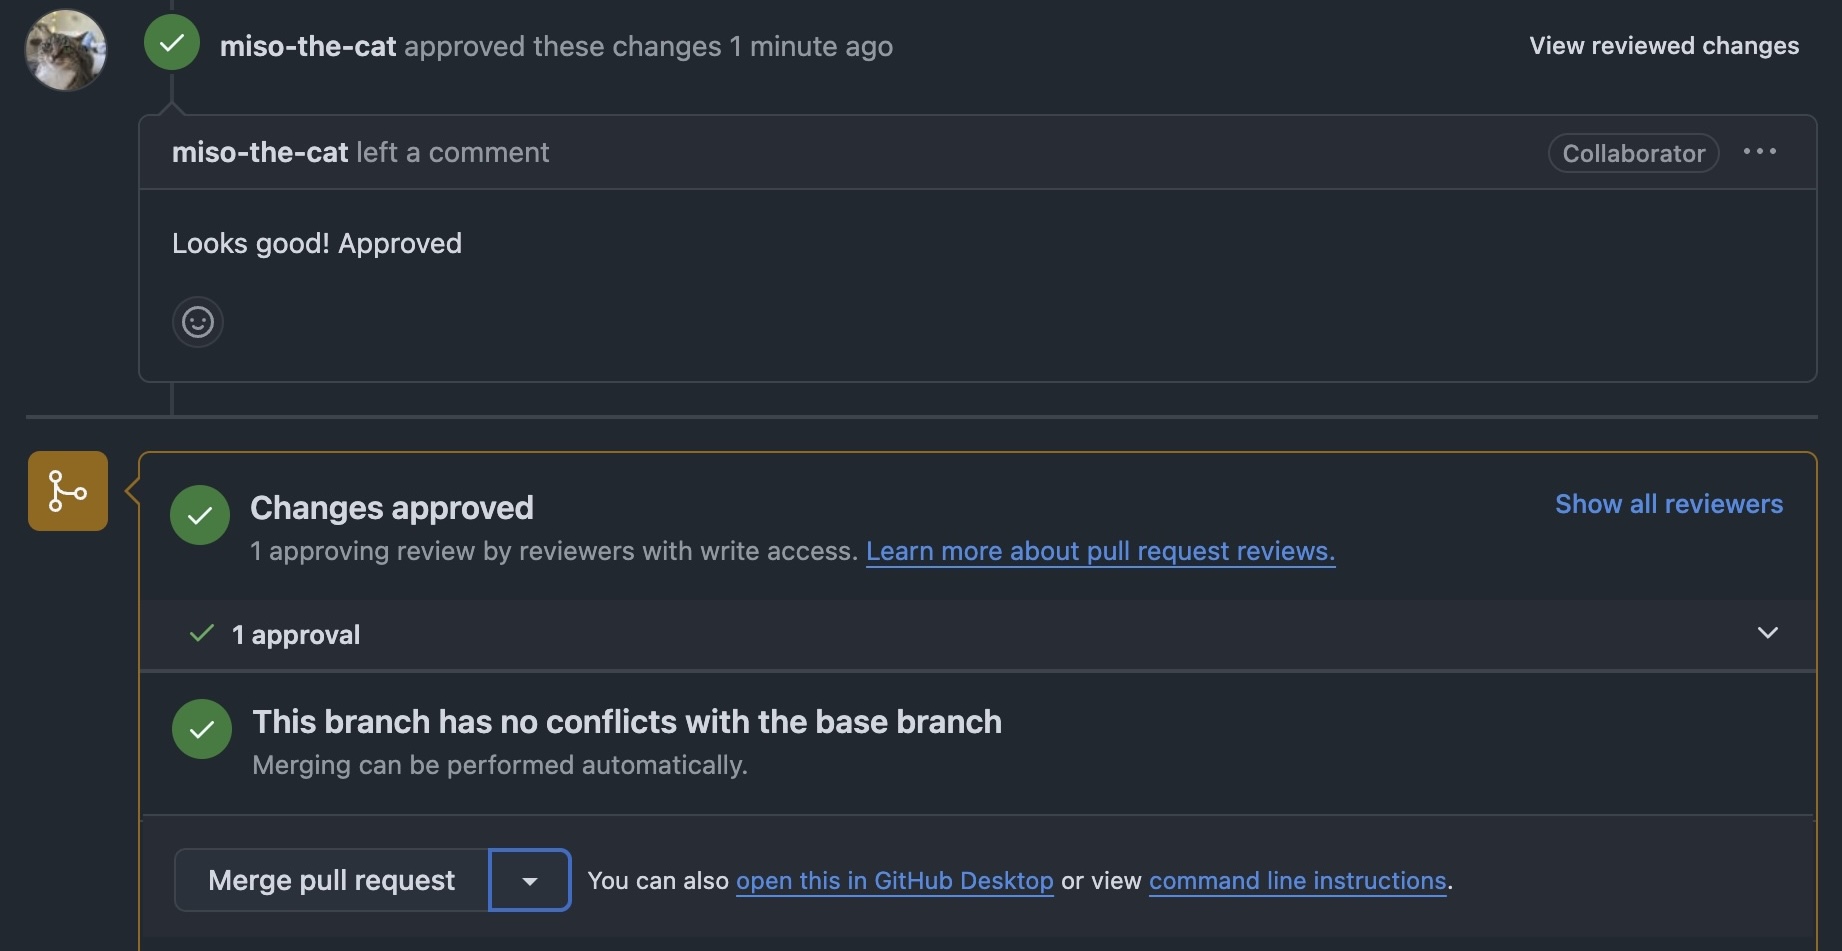 miso-the-cat approved these changes 1 minute ago
View reviewed changes
miso-the-cat left a comment
Collaborator
Looks good! Approved
Changes approved
Show all reviewers
1 approving review by reviewers with write access. Learn more about pull request reviews.
1 approval
This branch has no conflicts with the base branch
Merging can be performed automatically.
Merge pull request
You can also open this in GitHub Desktop or view command line instructions.